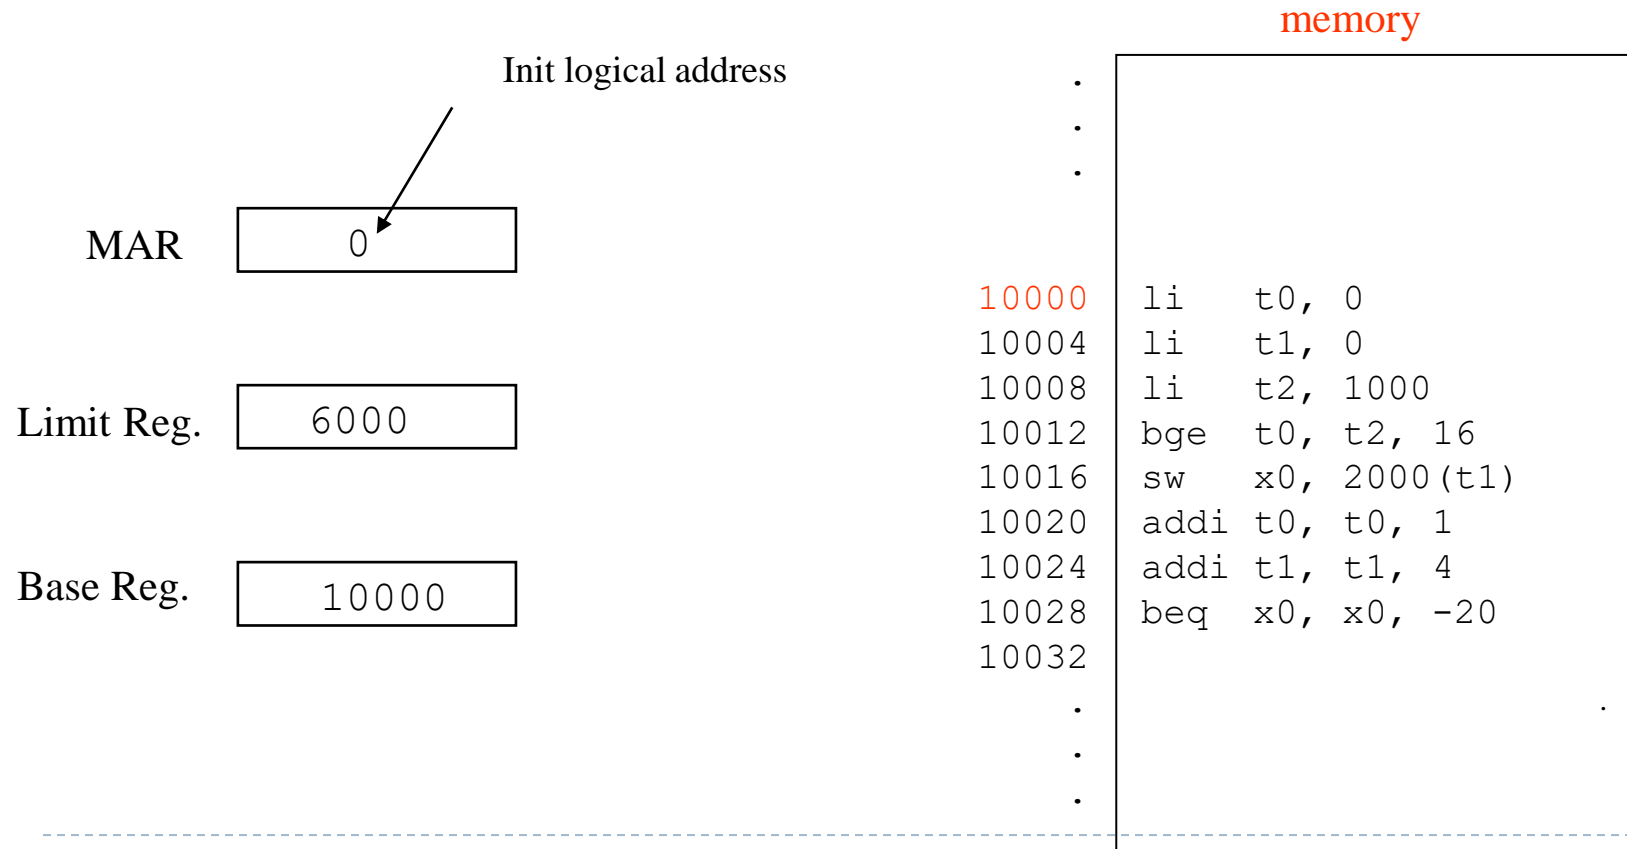 memory
Init logical address
MAR 0
Limit Reg. 6000
Base Reg. 10000
.
.
.
10000 li t0, 0
10004 li t1, 0
10008 li t2, 1000
10012 bge t0, t2, 16
10016 sw x0, 2000(t1)
10020 addi t0, t0, 1
10024 addi t1, t1, 4
10028 beq x0, x0, -20
10032
. .
.
.